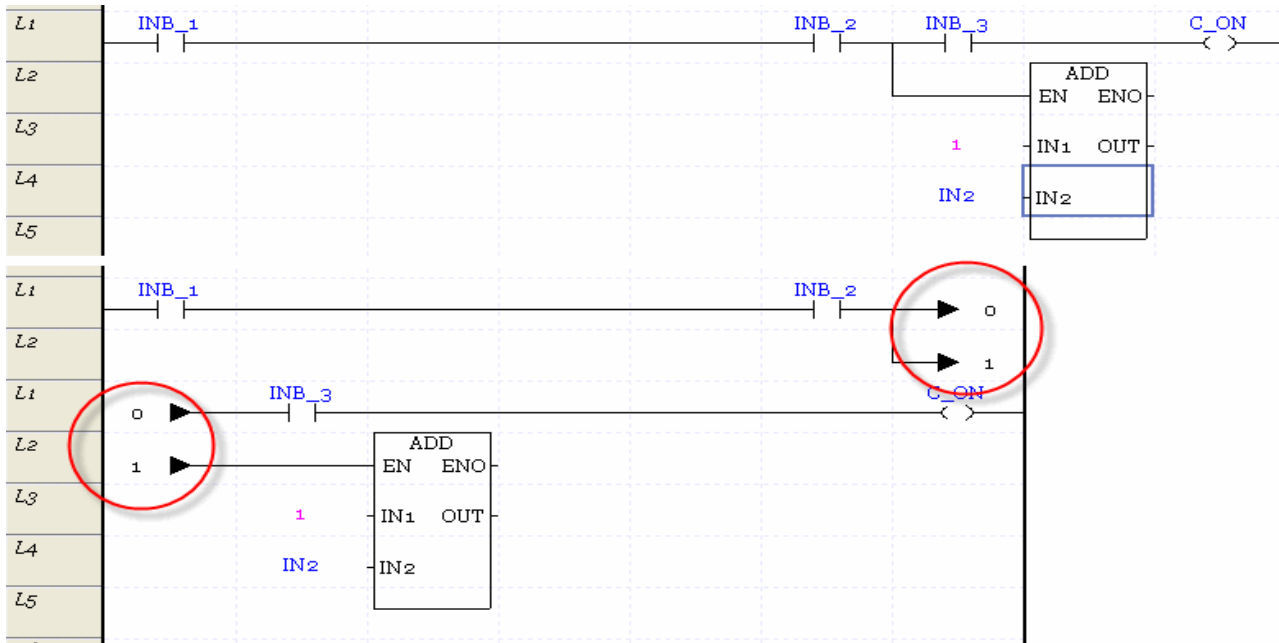 L1 INB_1 INB_2 INB_3 C_ON
L2 ADD
EN ENO
L3 1 IN1 OUT
L4 IN2 IN2
L5
L1 INB_1 INB_2 0
L2 1
L1 0 INB_3 C_ON
L2 1 ADD
EN ENO
L3 1 IN1 OUT
L4 IN2 IN2
L5